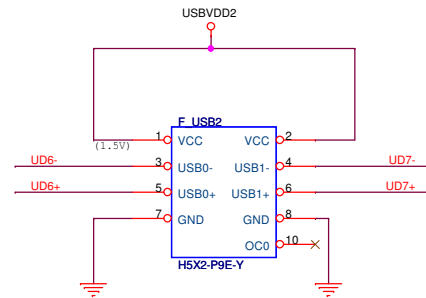 USBVDD2
F_USB2
1 VCC VCC 2
(1.5V)
UD6- 3 USB0- USB1- 4 UD7-
UD6+ 5 USB0+ USB1+ 6 UD7+
7 GND GND 8
OC0 10
H5X2-P9E-Y